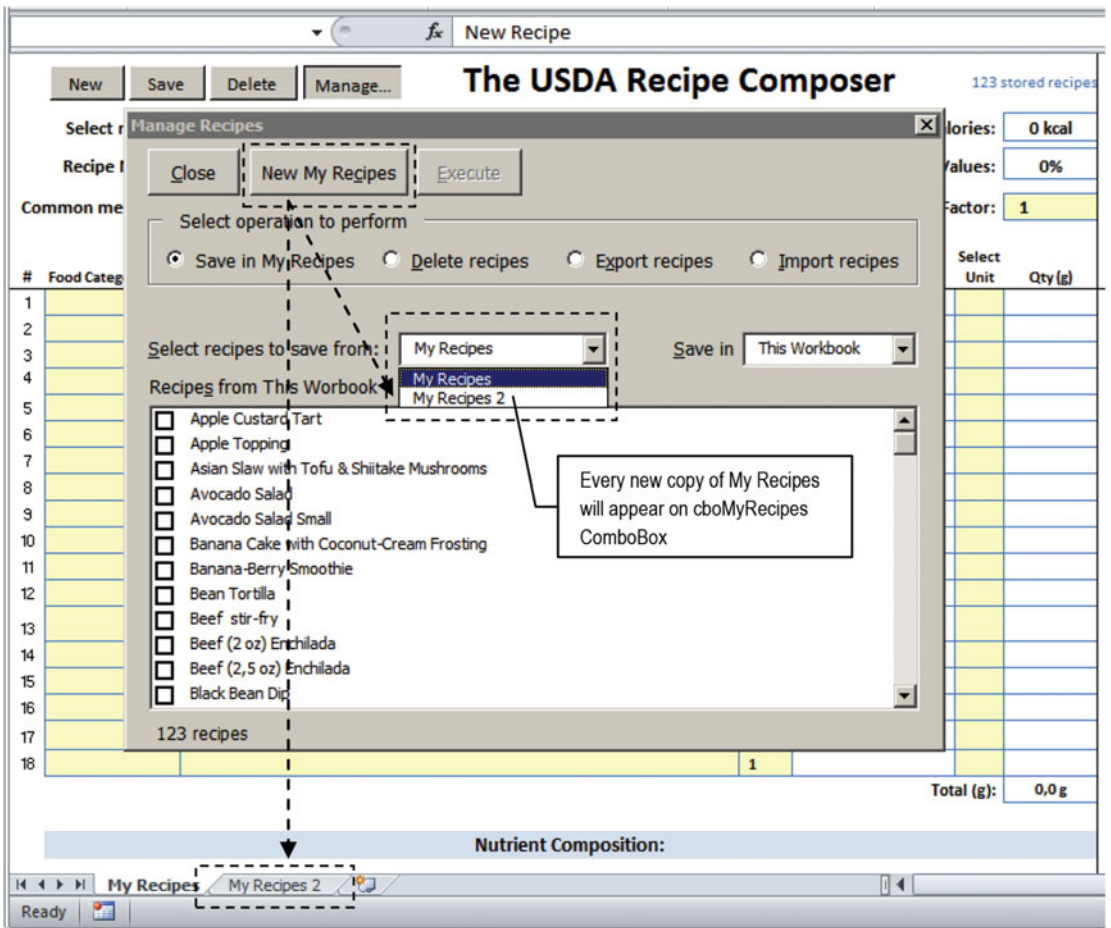 fx New Recipe
New Save Delete Manage... The USDA Recipe Composer 123 stored recipes
Select r Manage Recipes lories: 0 kcal
Recipe Close New My Recipes Execute Values: 0%
Common me Factor: 1
Select operation to perform
Save in My Recipes Delete recipes Export recipes Import recipes
# Food Categ Select Unit Qty (g)
1
2
3 Select recipes to save from: My Recipes Save in This Workbook
4 Recipes from This Worbook My Recipes
My Recipes 2
5 Apple Custard Tart
6 Apple Topping
7 Asian Slaw with Tofu & Shiitake Mushrooms
8 Avocado Salad
9 Avocado Salad Small
10 Banana Cake with Coconut-Cream Frosting
11 Banana-Berry Smoothie
12 Bean Tortilla
13 Beef stir-fry
14 Beef (2 oz) Enchilada
15 Beef (2,5 oz) Enchilada
16 Black Bean Dip
Every new copy of My Recipes
will appear on cboMyRecipes
ComboBox
17 123 recipes
18 1
Total (g): 0,0 g
Nutrient Composition:
My Recipes My Recipes 2
Ready